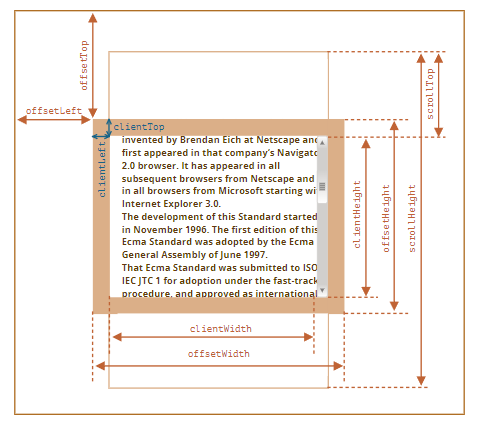 offsetTop
offsetLeft
clientTop
clientLeft
invented by Brendan Eich at Netscape and
first appeared in that company's Navigato
2.0 browser. It has appeared in all
subsequent browsers from Netscape and
in all browsers from Microsoft starting wi
Internet Explorer 3.0.
The development of this Standard started
in November 1996. The first edition of this
Ecma Standard was adopted by the Ecma
General Assembly of June 1997.
That Ecma Standard was submitted to ISO
IEC JTC 1 for adoption under the fast-track
procedure, and approved as international
scrollTop
clientHeight
offsetHeight
scrollHeight
clientWidth
offsetWidth